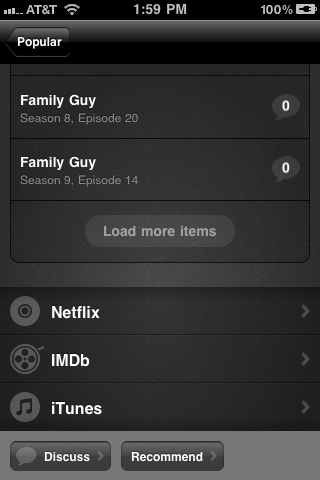 AT&T 1:59 PM 100%
Popular
Family Guy
Season 8, Episode 20
0
Family Guy
Season 9, Episode 14
0
Load more items
Netflix
IMDb
iTunes
Discuss
Recommend